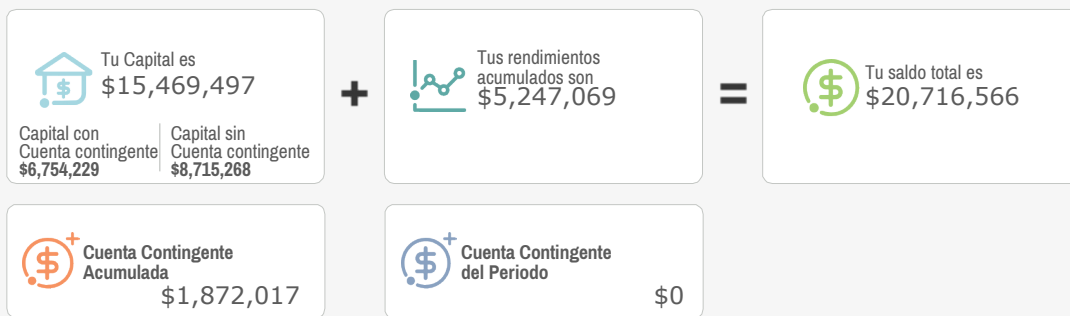 Tu Capital es
$15,469,497
Capital con
Cuenta contingente
$6,754,229
Capital sin
Cuenta contingente
$8,715,268
+
Tus rendimientos
acumulados son
$5,247,069
=
Tu saldo total es
$20,716,566
Cuenta Contingente
Acumulada
$1,872,017
Cuenta Contingente
del Periodo
$0